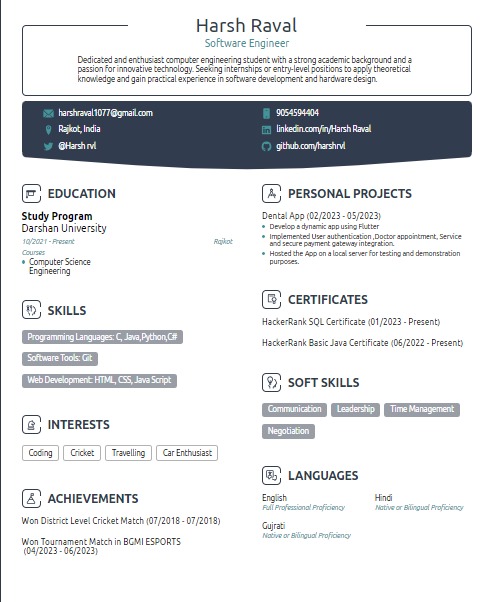 Harsh Raval
Software Engineer
Dedicated and enthusiast computer engineering student with a strong academic background and a
passion for innovative technology. Seeking internships or entry-level positions to apply theoretical
knowledge and gain practical experience in software development and hardware design.
harshraval1077@gmail.com
9054594404
Rajkot, India
linkedin.com/in/Harsh Raval
@Harsh rvl
github.com/harshrvl
EDUCATION
Study Program
Darshan University
10/2021 - Present
Rajkot
Courses
Computer Science
Engineering
SKILLS
Programming Languages: C, Java,Python,C#
Software Tools: Git
Web Development: HTML, CSS, Java Script
INTERESTS
Coding
Cricket
Travelling
Car Enthusiast
ACHIEVEMENTS
Won District Level Cricket Match (07/2018 - 07/2018)
Won Tournament Match in BGMI ESPORTS
(04/2023 - 06/2023)
PERSONAL PROJECTS
Dental App (02/2023 - 05/2023)
Develop a dynamic app using Flutter
Implemented User authentication ,Doctor appointment, Service
and secure payment gateway integration.
Hosted the App on a local server for testing and demonstration
purposes.
CERTIFICATES
HackerRank SQL Certificate (01/2023 - Present)
HackerRank Basic Java Certificate (06/2022 - Present)
SOFT SKILLS
Communication
Leadership
Time Management
Negotiation
LANGUAGES
English
Full Professional Proficiency
Hindi
Native or Bilingual Proficiency
Gujrati
Native or Bilingual Proficiency